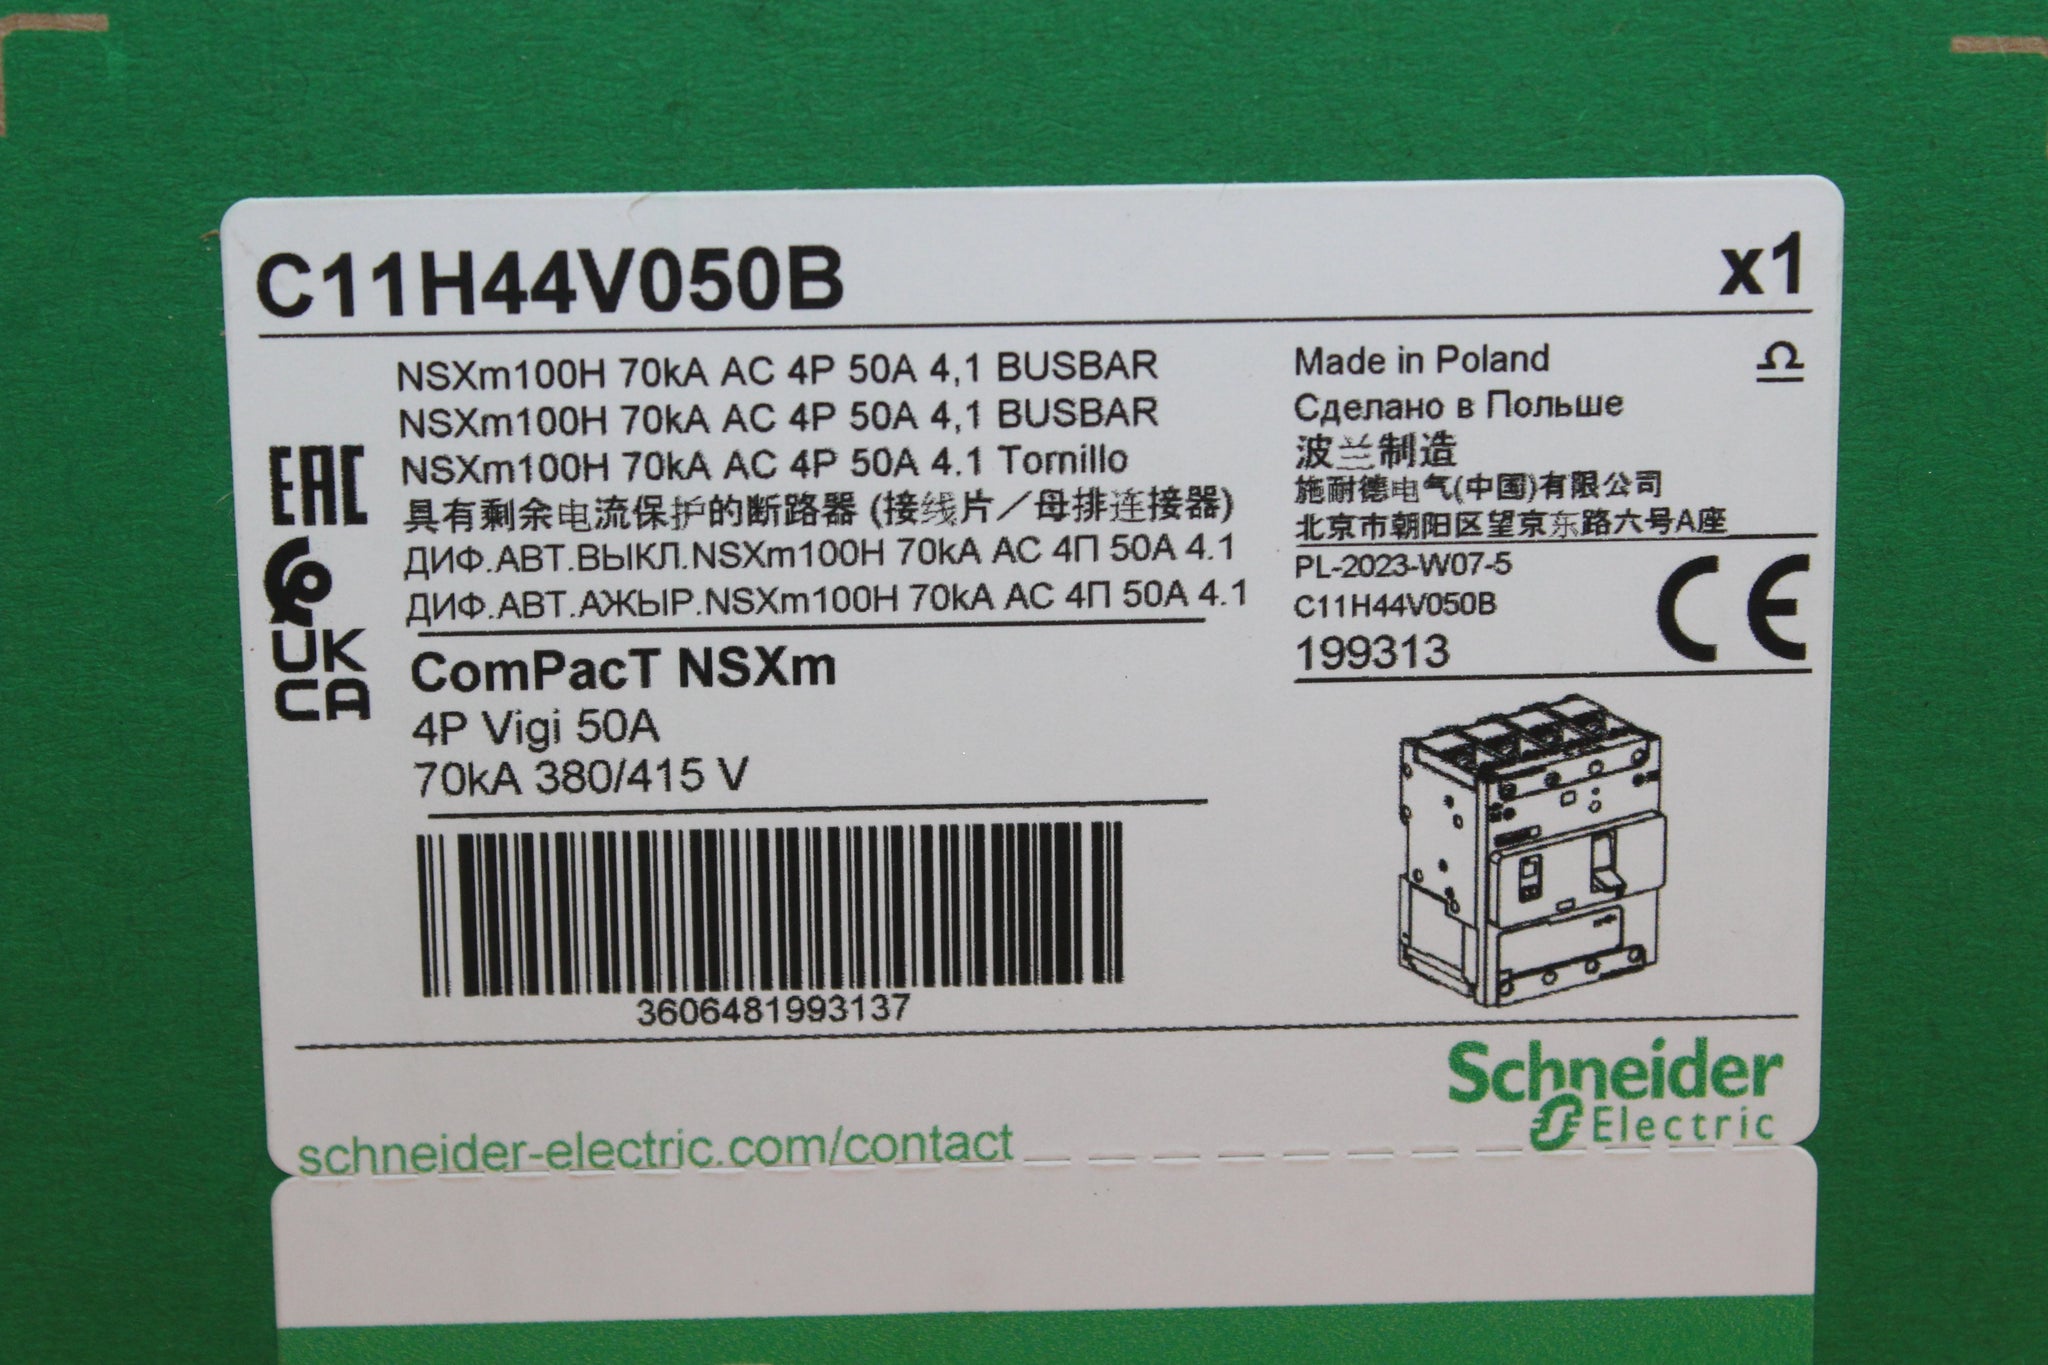 C11H44V050B x1
NSXm100H 70kA AC 4P 50A 4,1 BUSBAR
NSXm100H 70kA AC 4P 50A 4,1 BUSBAR
NSXm100H 70kA AC 4P 50A 4.1 Tornillo
具有剩余电流保护的断路器 (接线片／母排连接器)
ДИФ.АВТ.ВЫКЛ.NSXm100H 70kA AC 4П 50A 4.1
ДИФ.АВТ.АЖЫР.NSXm100H 70kA AC 4П 50A 4.1
EAC
UK
CA
Made in Poland
Сделано в Польше
波兰制造
施耐德电气(中国)有限公司
北京市朝阳区望京东路六号A座
PL-2023-W07-5
C11H44V050B
199313
CE
ComPacT NSXm
4P Vigi 50A
70kA 380/415 V
3606481993137
Schneider
Electric
schneider-electric.com/contact